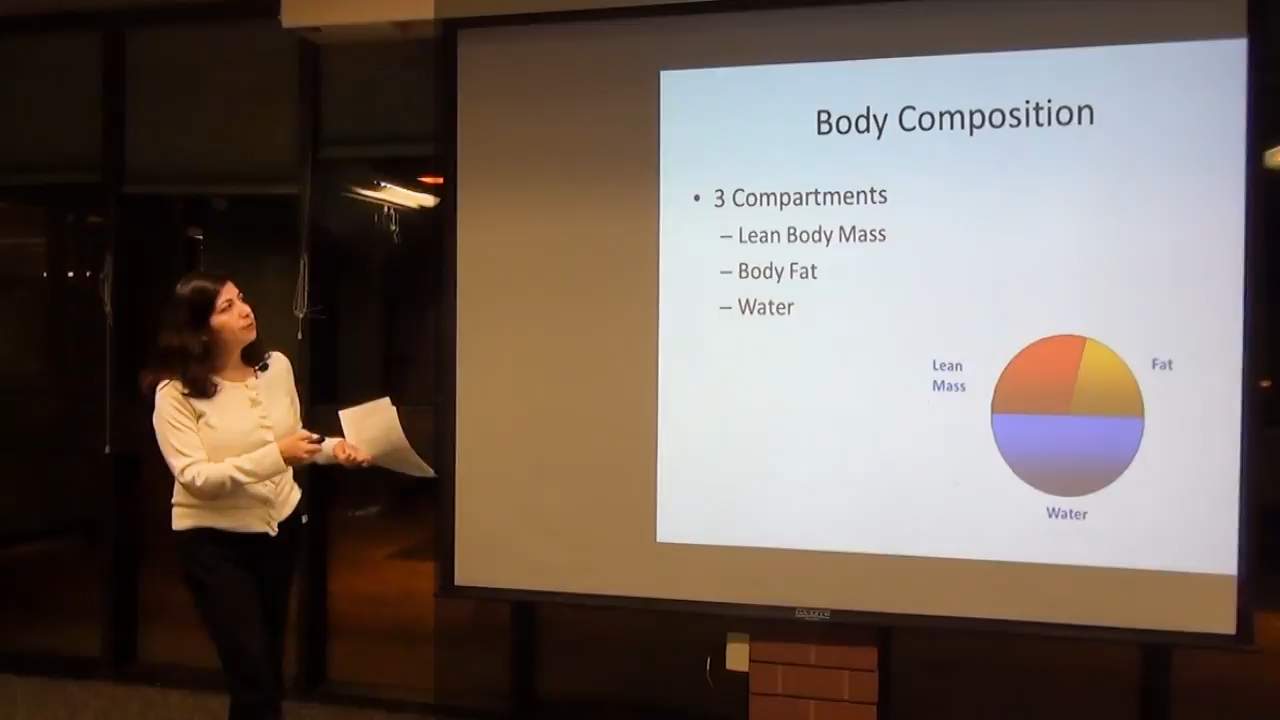 Body Composition
• 3 Compartments
– Lean Body Mass
– Body Fat
– Water
Lean
Mass
Fat
Water